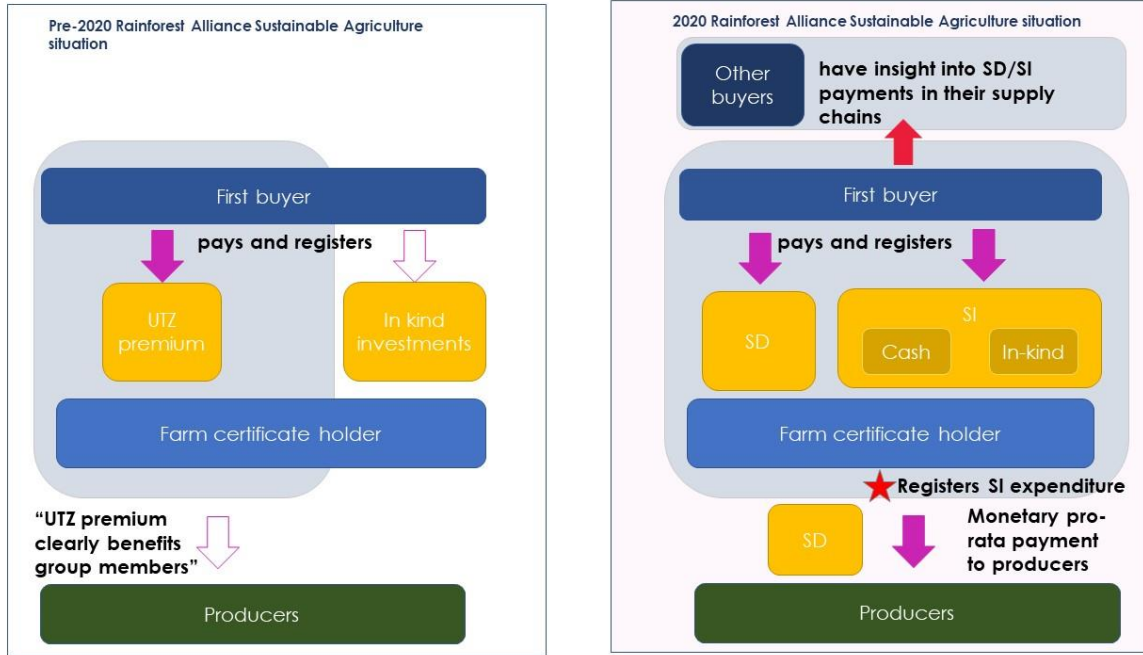 Pre-2020 Rainforest Alliance Sustainable Agriculture
situation
First buyer
pays and registers
UTZ
premium
In kind
investments
Farm certificate holder
“UTZ premium
clearly benefits
group members”
Producers
2020 Rainforest Alliance Sustainable Agriculture situation
Other
buyers
have insight into SD/SI
payments in their supply
chains
First buyer
pays and registers
SD
SI
Cash
In-kind
Farm certificate holder
Registers SI expenditure
SD
Monetary pro-
rata payment
to producers
Producers